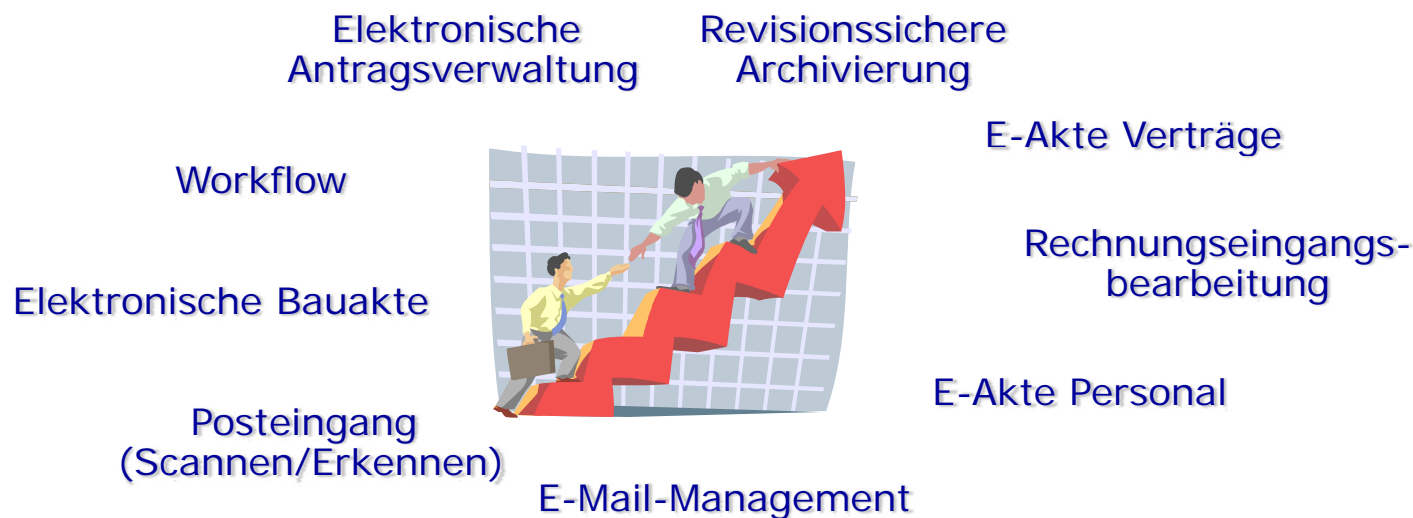 Elektronische
Antragsverwaltung
Revisionssichere
Archivierung
E-Akte Verträge
Workflow
Rechnungseingangs-
bearbeitung
Elektronische Bauakte
E-Akte Personal
Posteingang
(Scannen/Erkennen)
E-Mail-Management